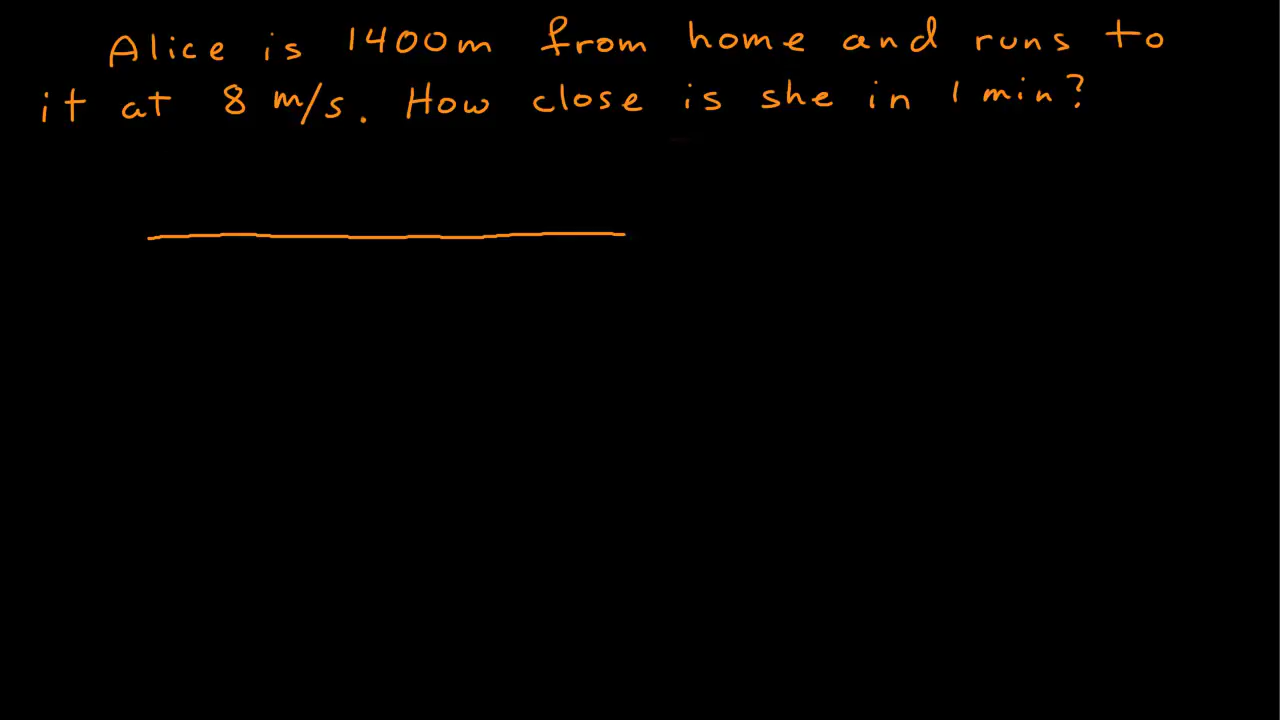 Alice is 1400m from home and runs to
it at 8 m/s. How close is she in 1 min?